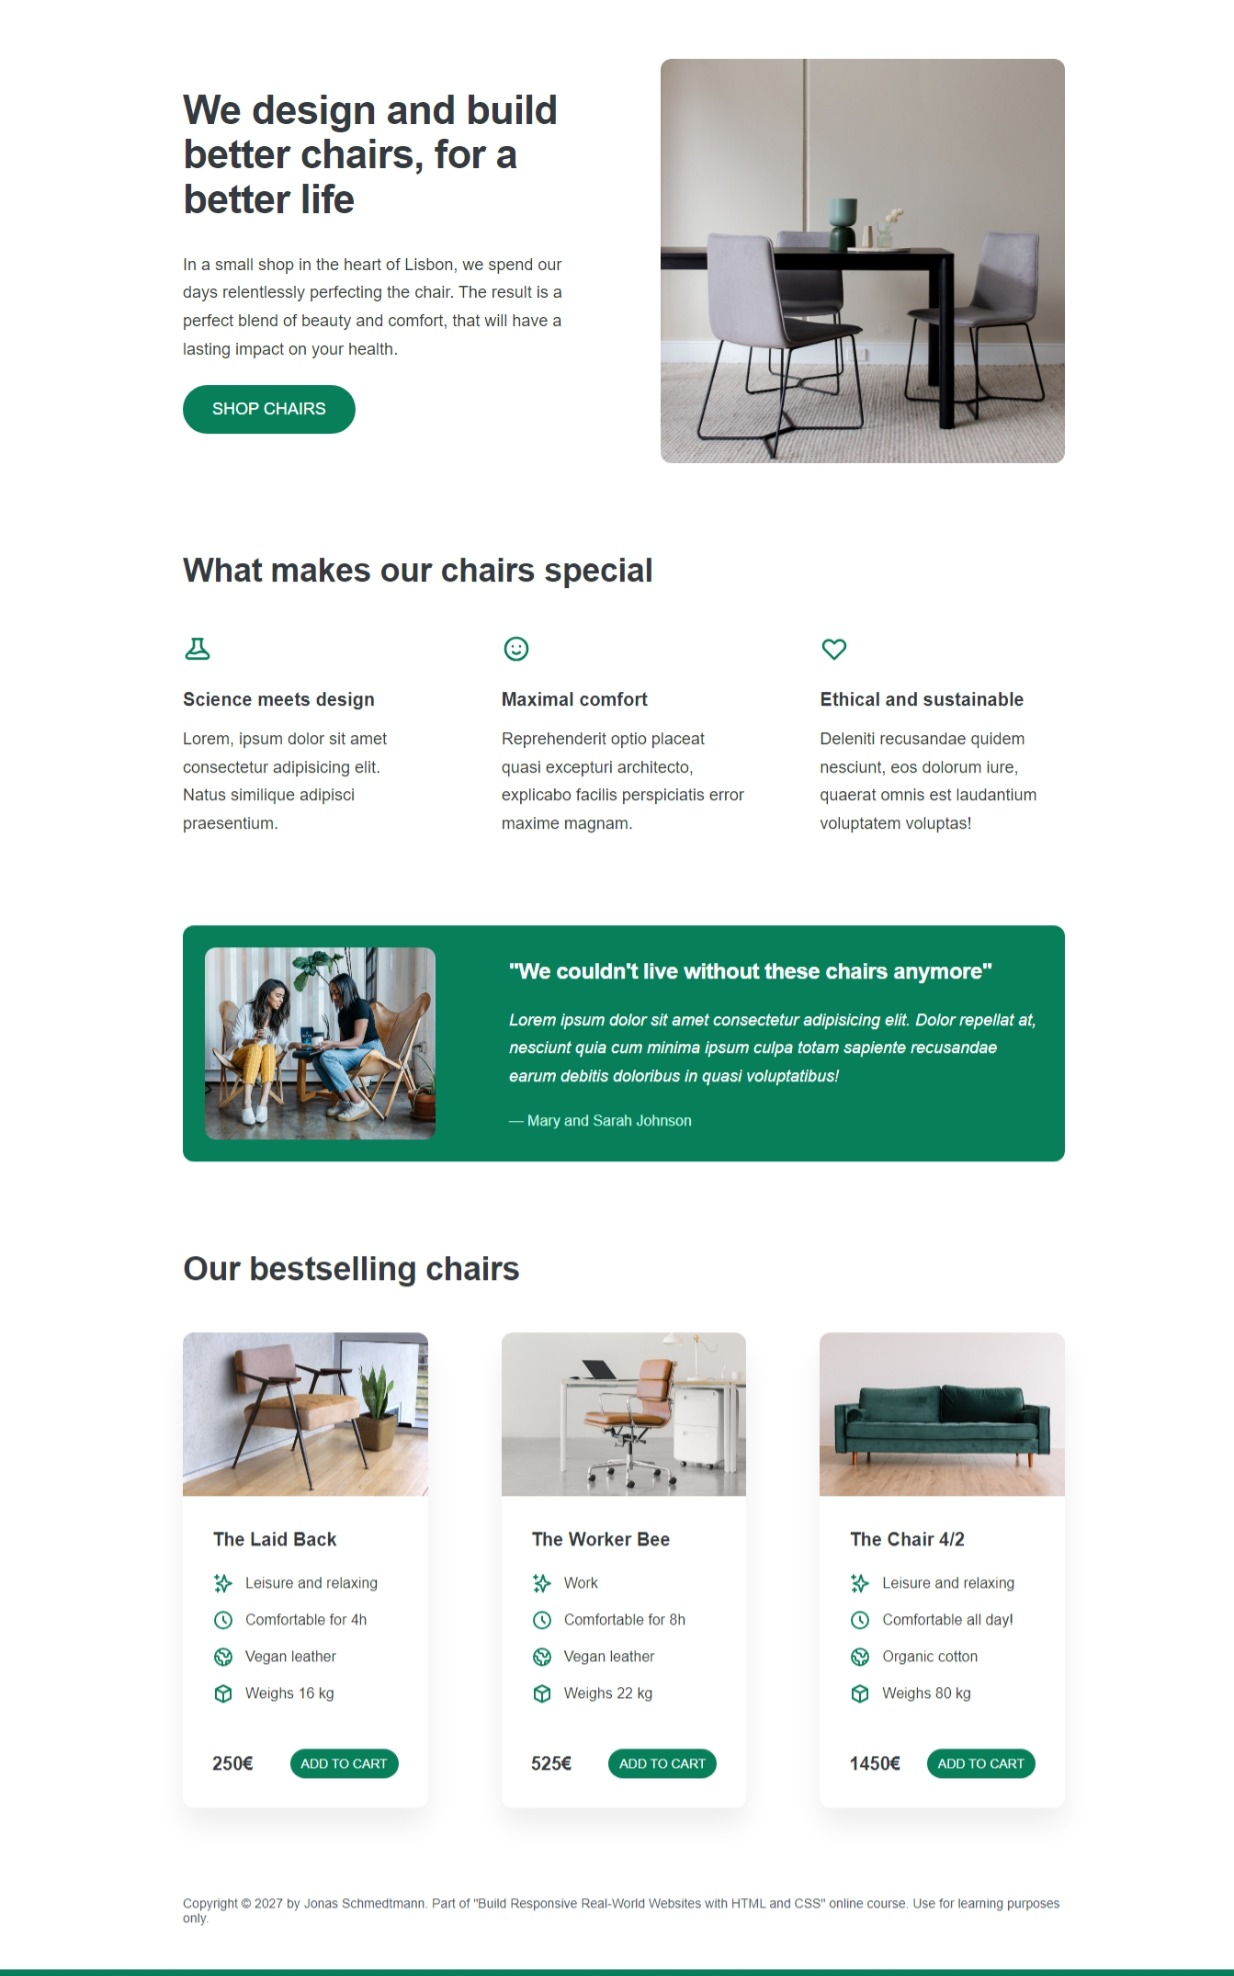 We design and build
better chairs, for a
better life
In a small shop in the heart of Lisbon, we spend our
days relentlessly perfecting the chair. The result is a
perfect blend of beauty and comfort, that will have a
lasting impact on your health.
SHOP CHAIRS
What makes our chairs special
Science meets design
Lorem, ipsum dolor sit amet
consectetur adipisicing elit.
Natus similique adipisci
praesentium.
Maximal comfort
Reprehenderit optio placeat
quasi excepturi architecto,
explicabo facilis perspiciatis error
maxime magnam.
Ethical and sustainable
Deleniti recusandae quidem
nesciunt, eos dolorum iure,
quaerat omnis est laudantium
voluptatem voluptas!
"We couldn't live without these chairs anymore"
Lorem ipsum dolor sit amet consectetur adipisicing elit. Dolor repellat at,
nesciunt quia cum minima ipsum culpa totam sapiente recusandae
earum debitis doloribus in quasi voluptatibus!
— Mary and Sarah Johnson
Our bestselling chairs
The Laid Back
Leisure and relaxing
Comfortable for 4h
Vegan leather
Weighs 16 kg
250€
ADD TO CART
The Worker Bee
Work
Comfortable for 8h
Vegan leather
Weighs 22 kg
525€
ADD TO CART
The Chair 4/2
Leisure and relaxing
Comfortable all day!
Organic cotton
Weighs 80 kg
1450€
ADD TO CART
Copyright © 2027 by Jonas Schmedtmann. Part of "Build Responsive Real-World Websites with HTML and CSS" online course. Use for learning purposes
only.